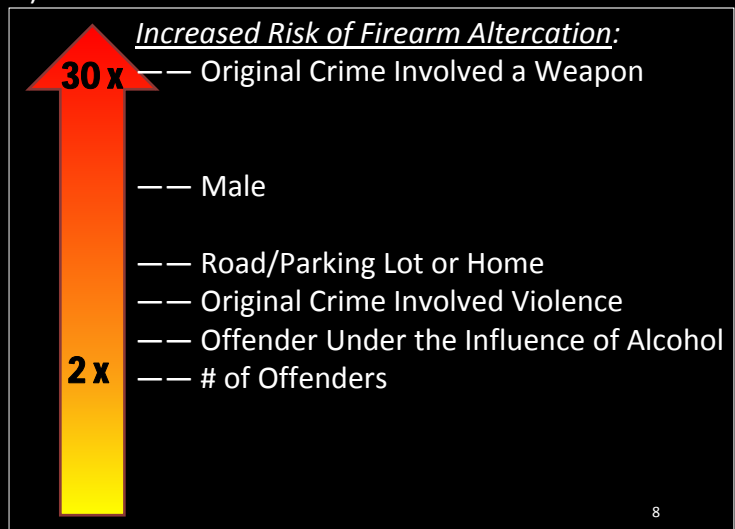 Increased Risk of Firearm Altercation:
30 x —— Original Crime Involved a Weapon
—— Male
—— Road/Parking Lot or Home
—— Original Crime Involved Violence
—— Offender Under the Influence of Alcohol
2 x —— # of Offenders
8